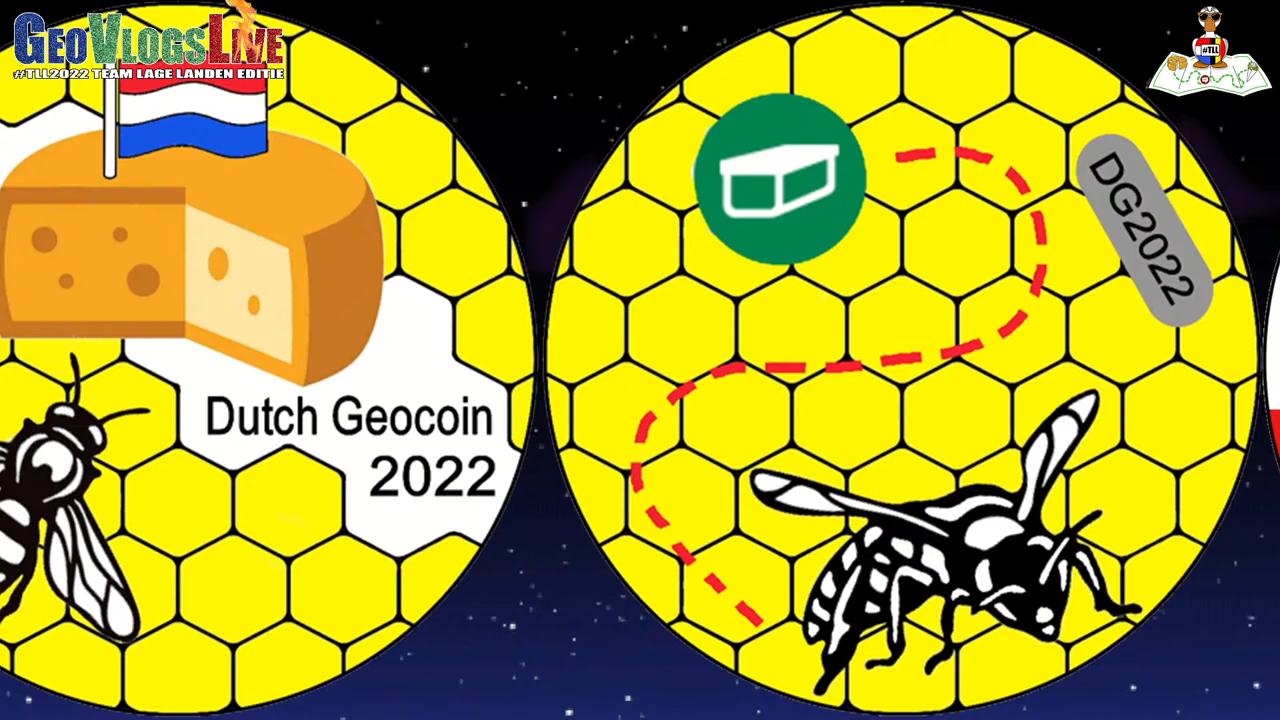 GEOVLOGSLIVE
#TLL2022 TEAM LAGE LANDEN EDITIE
#TLL
DG2022
Dutch Geocoin
2022